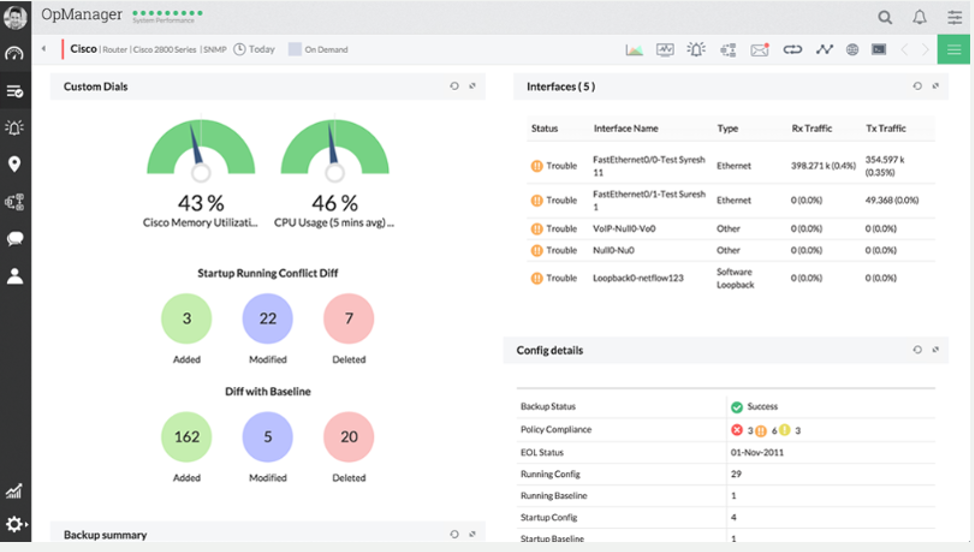 OpManager
System Performance
Cisco | Router | Cisco 2800 Series | SNMP Today On Demand
Custom Dials
43 %
Cisco Memory Utilizati...
46 %
CPU Usage (5 mins avg)...
Startup Running Conflict Diff
3 22 7
Added Modified Deleted
Diff with Baseline
162 5 20
Added Modified Deleted
Backup summary
Interfaces ( 5 )
Status Interface Name Type Rx Traffic Tx Traffic
Trouble FastEthernet0/0-Test Syresh 11 Ethernet 398.271 k (0.4%) 354.597 k (0.35%)
Trouble FastEthernet0/1-Test Suresh 1 Ethernet 0 (0.0%) 49.368 (0.0%)
Trouble VoIP-Null0-Vo0 Other 0 (0.0%) 0 (0.0%)
Trouble Null0-Nu0 Other 0 (0.0%) 0 (0.0%)
Trouble Loopback0-netflow123 Software Loopback 0 (0.0%) 0 (0.0%)
Config details
Backup Status Success
Policy Compliance 3 6 3
EOL Status 01-Nov-2011
Running Config 29
Running Baseline 1
Startup Config 4
Startup Baseline 1